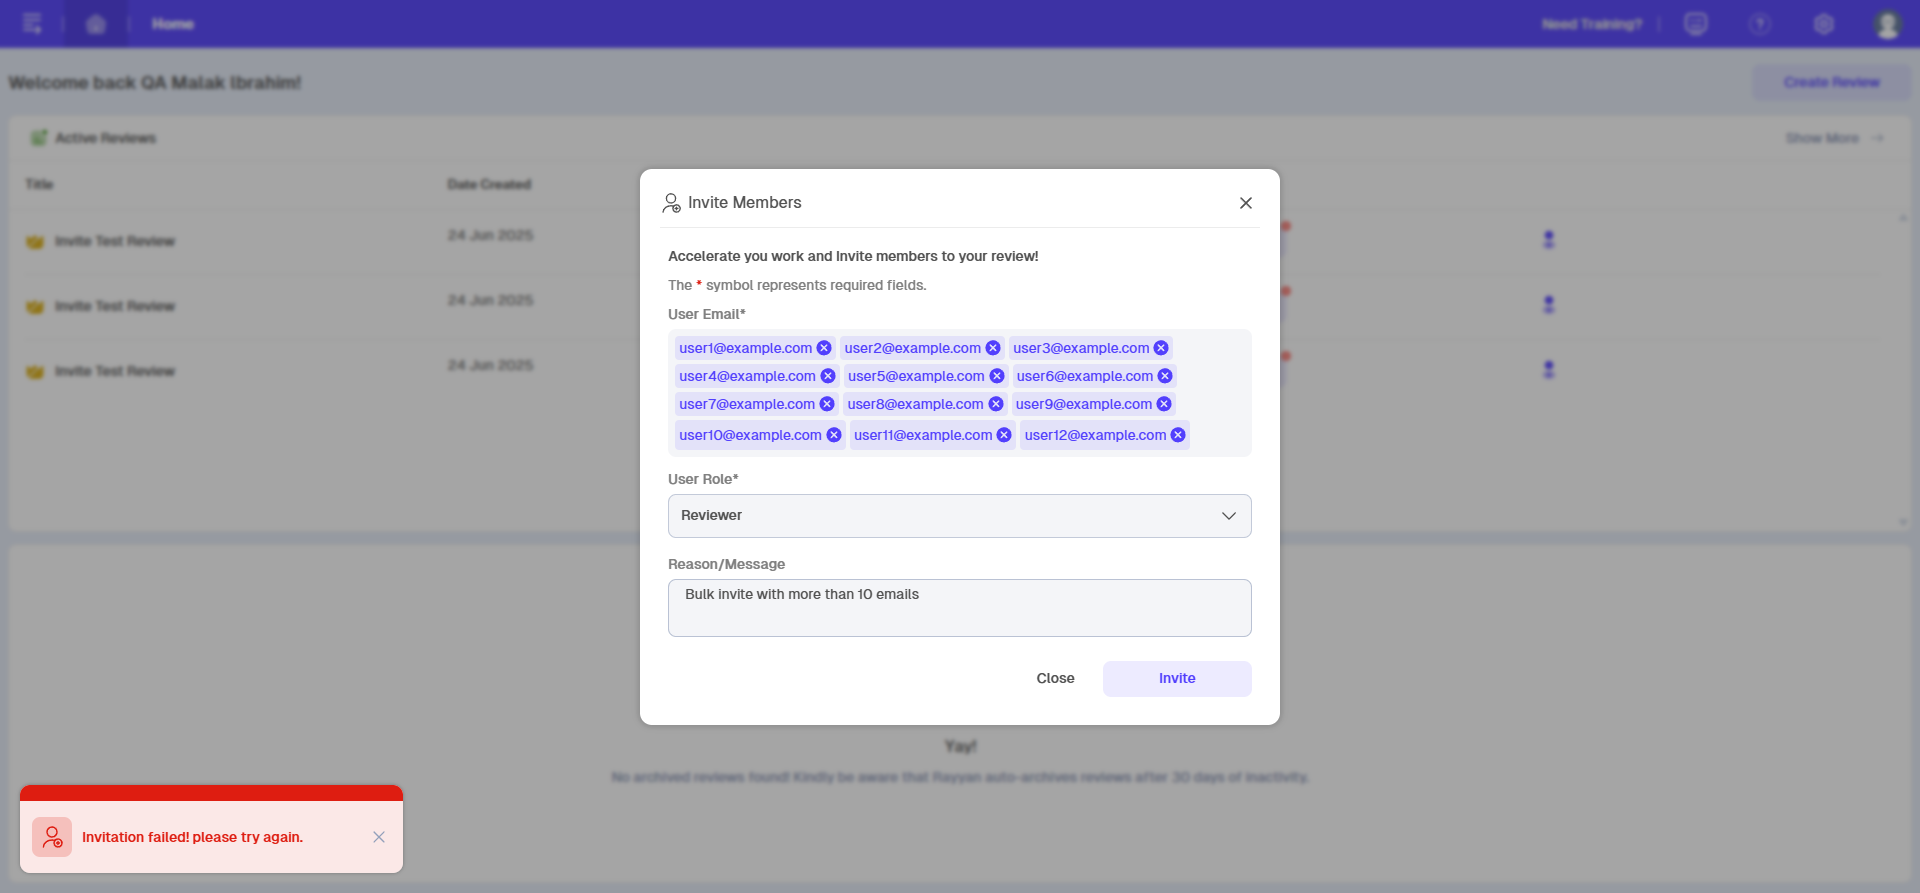 Home
Need Training?
Welcome back QA Malak Ibrahim!
Create Review
Active Reviews
Show More
Title
Date Created
Invite Test Review
24 Jun 2025
Invite Test Review
24 Jun 2025
Invite Test Review
24 Jun 2025
Invite Members
Accelerate you work and Invite members to your review!
The * symbol represents required fields.
User Email*
user1@example.com user2@example.com user3@example.com
user4@example.com user5@example.com user6@example.com
user7@example.com user8@example.com user9@example.com
user10@example.com user11@example.com user12@example.com
User Role*
Reviewer
Reason/Message
Bulk invite with more than 10 emails
Close
Invite
Yay!
No archived reviews found! Kindly be aware that Rayyan auto-archives reviews after 30 days of inactivity.
Invitation failed! please try again.